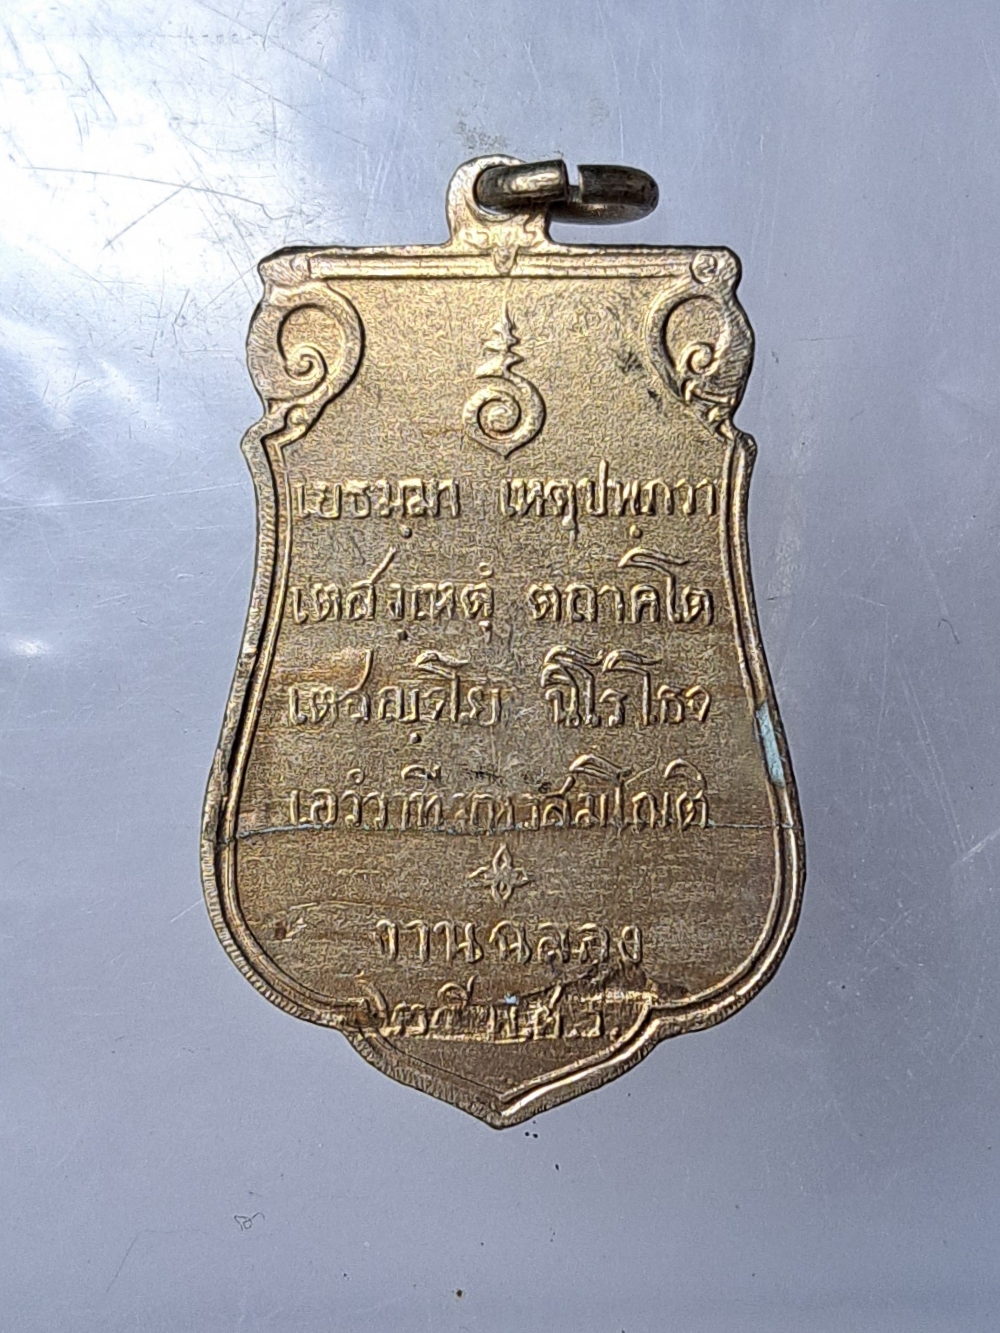 เยธมฺมา เหตุปพฺภวา
เตสงฺเหตุํ ตถาคโต
เตสญฺจโย นิโรโธจ
เอวํวาทีมหาสมโณติ
งานฉลอง